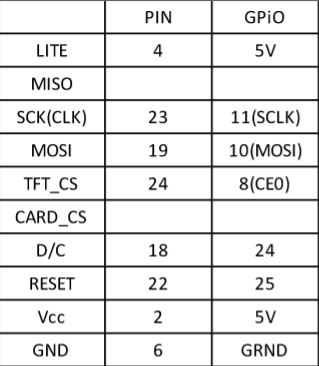 PIN GPiO
LITE 4 5V
MISO
SCK(CLK) 23 11(SCLK)
MOSI 19 10(MOSI)
TFT_CS 24 8(CE0)
CARD_CS
D/C 18 24
RESET 22 25
Vcc 2 5V
GND 6 GRND